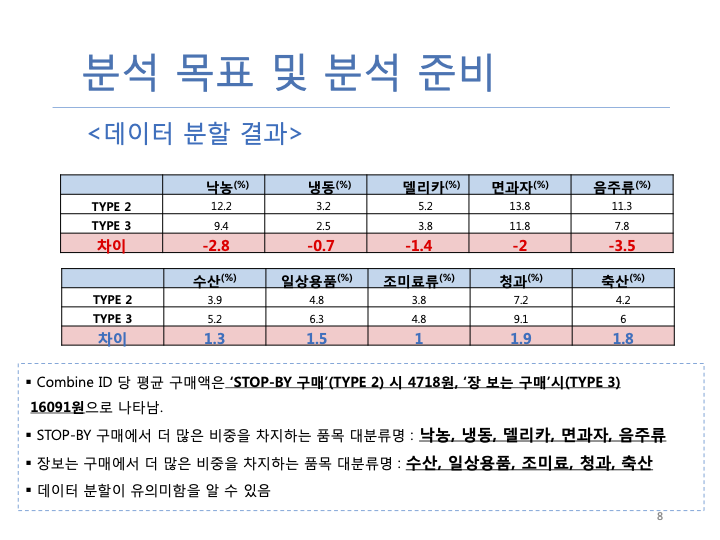 분석 목표 및 분석 준비
<데이터 분할 결과>
낙농(%) 냉동(%) 델리카(%) 면과자(%) 음주류(%)
TYPE 2 12.2 3.2 5.2 13.8 11.3
TYPE 3 9.4 2.5 3.8 11.8 7.8
차이 -2.8 -0.7 -1.4 -2 -3.5
수산(%) 일상용품(%) 조미료류(%) 청과(%) 축산(%)
TYPE 2 3.9 4.8 3.8 7.2 4.2
TYPE 3 5.2 6.3 4.8 9.1 6
차이 1.3 1.5 1 1.9 1.8
▪ Combine ID 당 평균 구매액은 ‘STOP-BY 구매’(TYPE 2) 시 4718원, ‘장 보는 구매’시(TYPE 3)
16091원으로 나타남.
▪ STOP-BY 구매에서 더 많은 비중을 차지하는 품목 대분류명 : 낙농, 냉동, 델리카, 면과자, 음주류
▪ 장보는 구매에서 더 많은 비중을 차지하는 품목 대분류명 : 수산, 일상용품, 조미료, 청과, 축산
▪ 데이터 분할이 유의미함을 알 수 있음
8